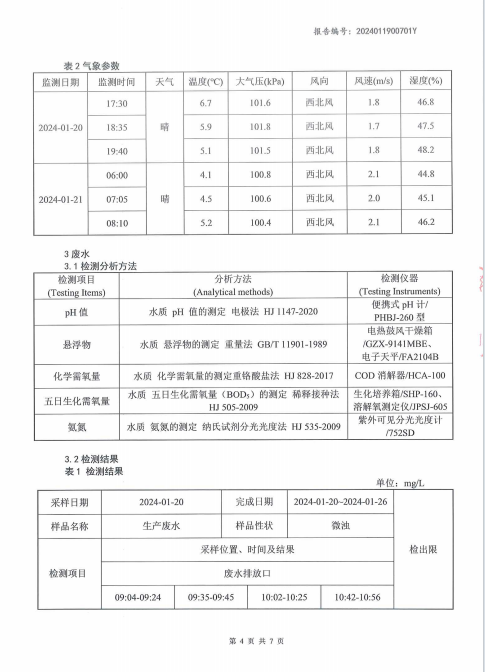 报告编号：2024011900701Y
表 2 气象参数
监测日期 监测时间 天气 温度(℃) 大气压(kPa) 风向 风速(m/s) 湿度(%)
2024-01-20 晴
17:30 6.7 101.6 西北风 1.8 46.8
18:35 5.9 101.8 西北风 1.7 47.5
19:40 5.1 101.5 西北风 1.8 48.2
2024-01-21 晴
06:00 4.1 100.8 西北风 2.1 44.8
07:05 4.5 100.6 西北风 2.0 45.1
08:10 5.2 100.4 西北风 2.1 46.2
3 废水
3.1 检测分析方法
检测项目 分析方法 检测仪器
(Testing Items) (Analytical methods) (Testing Instruments)
pH 值 水质 pH 值的测定 电极法 HJ 1147-2020 便携式 pH 计/
PHBJ-260 型
悬浮物 水质 悬浮物的测定 重量法 GB/T 11901-1989 电热鼓风干燥箱
/GZX-9141MBE、
电子天平/FA2104B
化学需氧量 水质 化学需氧量的测定重铬酸盐法 HJ 828-2017 COD 消解器/HCA-100
五日生化需氧量 水质 五日生化需氧量（BOD₅）的测定 稀释接种法 生化培养箱/SHP-160、
HJ 505-2009 溶解氧测定仪/JPSJ-605
氨氮 水质 氨氮的测定 纳氏试剂分光光度法 HJ 535-2009 紫外可见分光光度计
/752SD
3.2 检测结果
表 1 检测结果
单位：mg/L
采样日期 2024-01-20 完成日期 2024-01-20~2024-01-26 检出限
样品名称 生产废水 样品性状 微浊
检测项目 采样位置、时间及结果
废水排放口
09:04-09:24 09:35-09:45 10:02-10:25 10:42-10:56
第 4 页 共 7 页